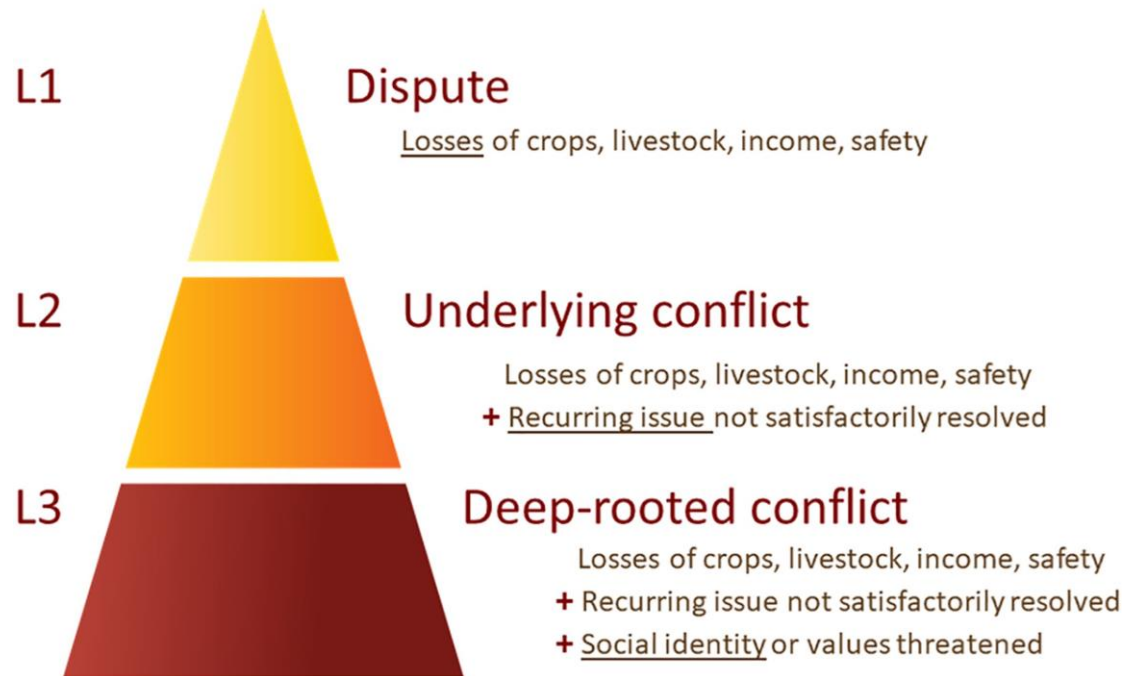 L1
Dispute
Losses of crops, livestock, income, safety
L2
Underlying conflict
Losses of crops, livestock, income, safety
+ Recurring issue not satisfactorily resolved
L3
Deep-rooted conflict
Losses of crops, livestock, income, safety
+ Recurring issue not satisfactorily resolved
+ Social identity or values threatened